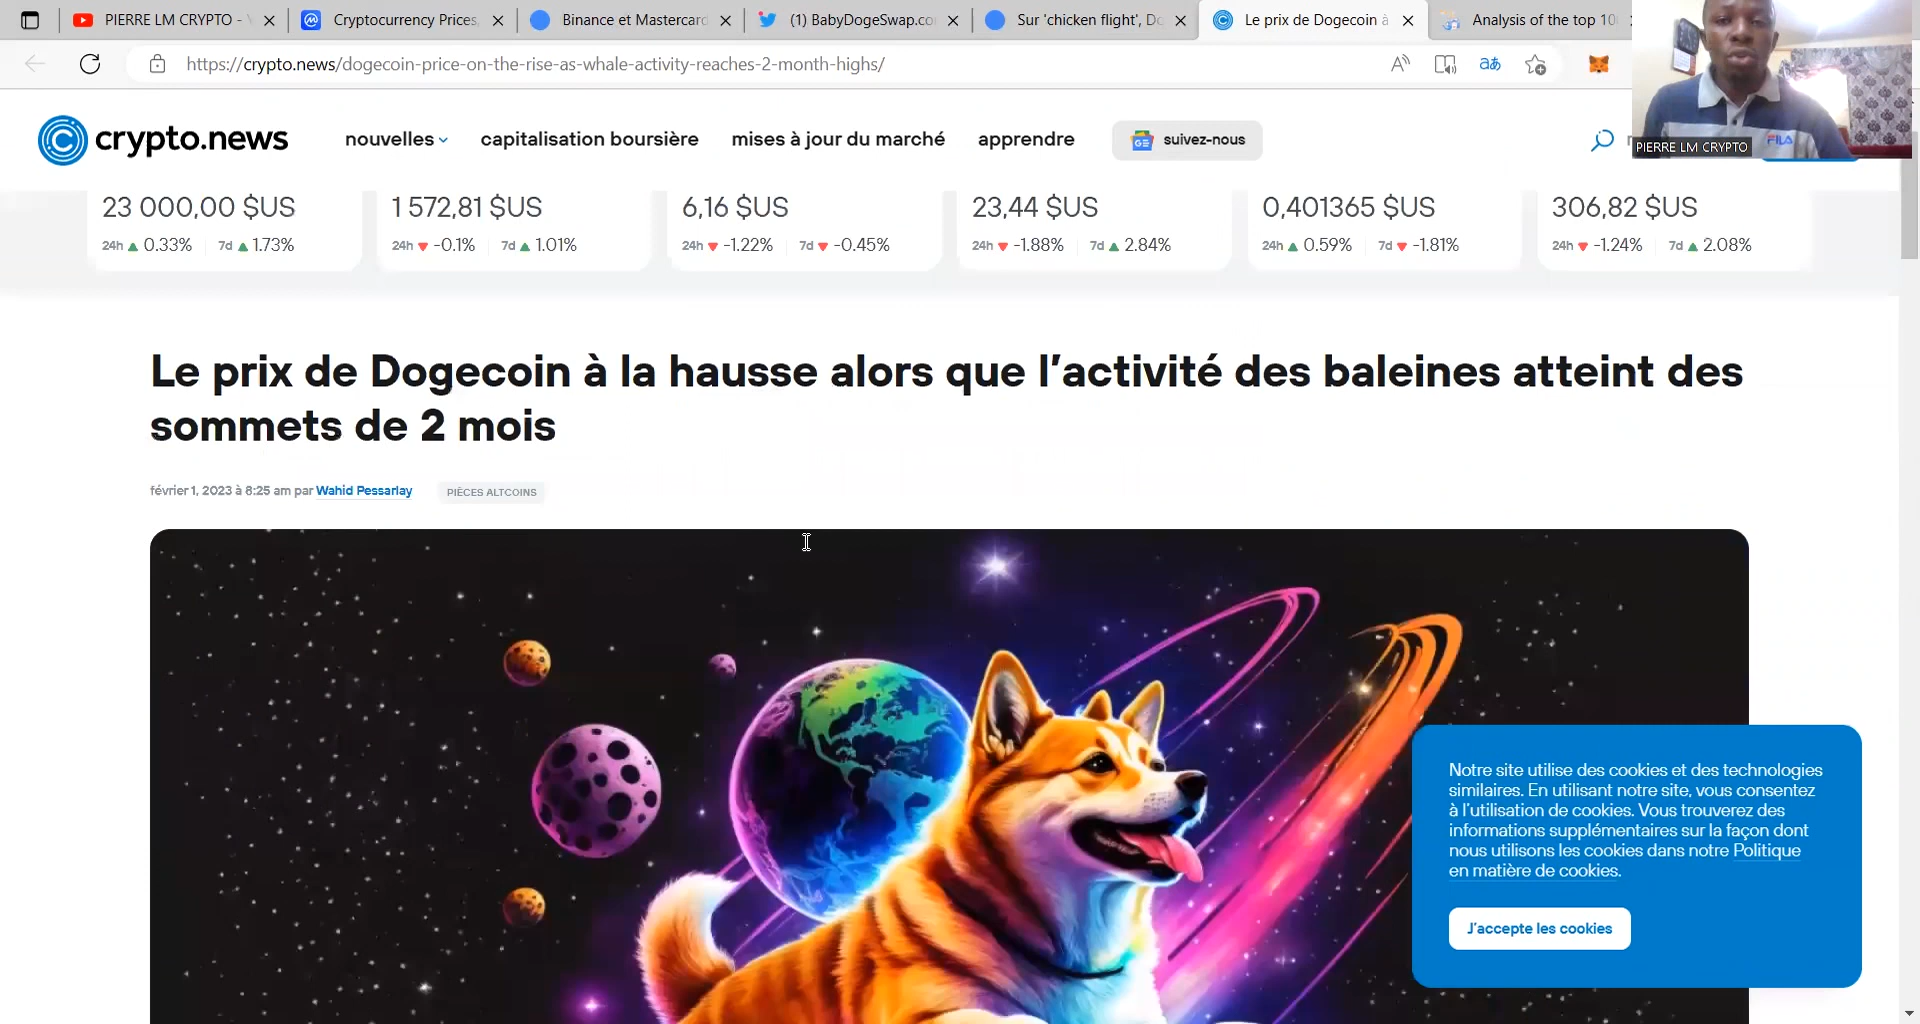 PIERRE LM CRYPTO -
Cryptocurrency Prices,
Binance et Mastercard
(1) BabyDogeSwap.co
Sur 'chicken flight', Do
Le prix de Dogecoin à
Analysis of the top 10
https://crypto.news/dogecoin-price-on-the-rise-as-whale-activity-reaches-2-month-highs/
crypto.news
nouvelles
capitalisation boursière
mises à jour du marché
apprendre
suivez-nous
FILA
PIERRE LM CRYPTO
23 000,00 $US
1 572,81 $US
6,16 $US
23,44 $US
0,401365 $US
306,82 $US
24h 0.33% 7d 1.73%
24h -0.1% 7d 1.01%
24h -1.22% 7d -0.45%
24h -1.88% 7d 2.84%
24h 0.59% 7d -1.81%
24h -1.24% 7d 2.08%
Le prix de Dogecoin à la hausse alors que l'activité des baleines atteint des
sommets de 2 mois
février 1, 2023 à 8:25 am par Wahid Pessarlay
PIÈCES ALTCOINS
Notre site utilise des cookies et des technologies
similaires. En utilisant notre site, vous consentez
à l'utilisation de cookies. Vous trouverez des
informations supplémentaires sur la façon dont
nous utilisons les cookies dans notre Politique
en matière de cookies.
J'accepte les cookies